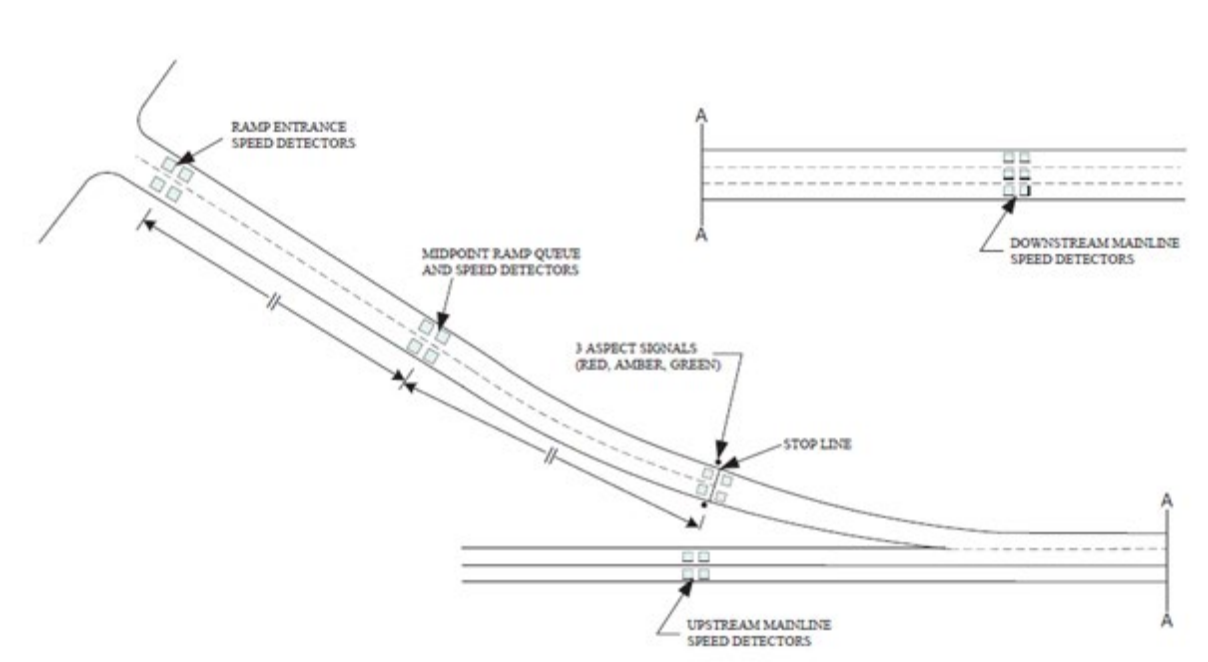 RAMP ENTRANCE
SPEED DETECTORS
A
A
MIDPOINT RAMP QUEUE
AND SPEED DETECTORS
DOWNSTREAM MAINLINE
SPEED DETECTORS
3 ASPECT SIGNALS
(RED, AMBER, GREEN)
STOP LINE
A
A
UPSTREAM MAINLINE
SPEED DETECTORS